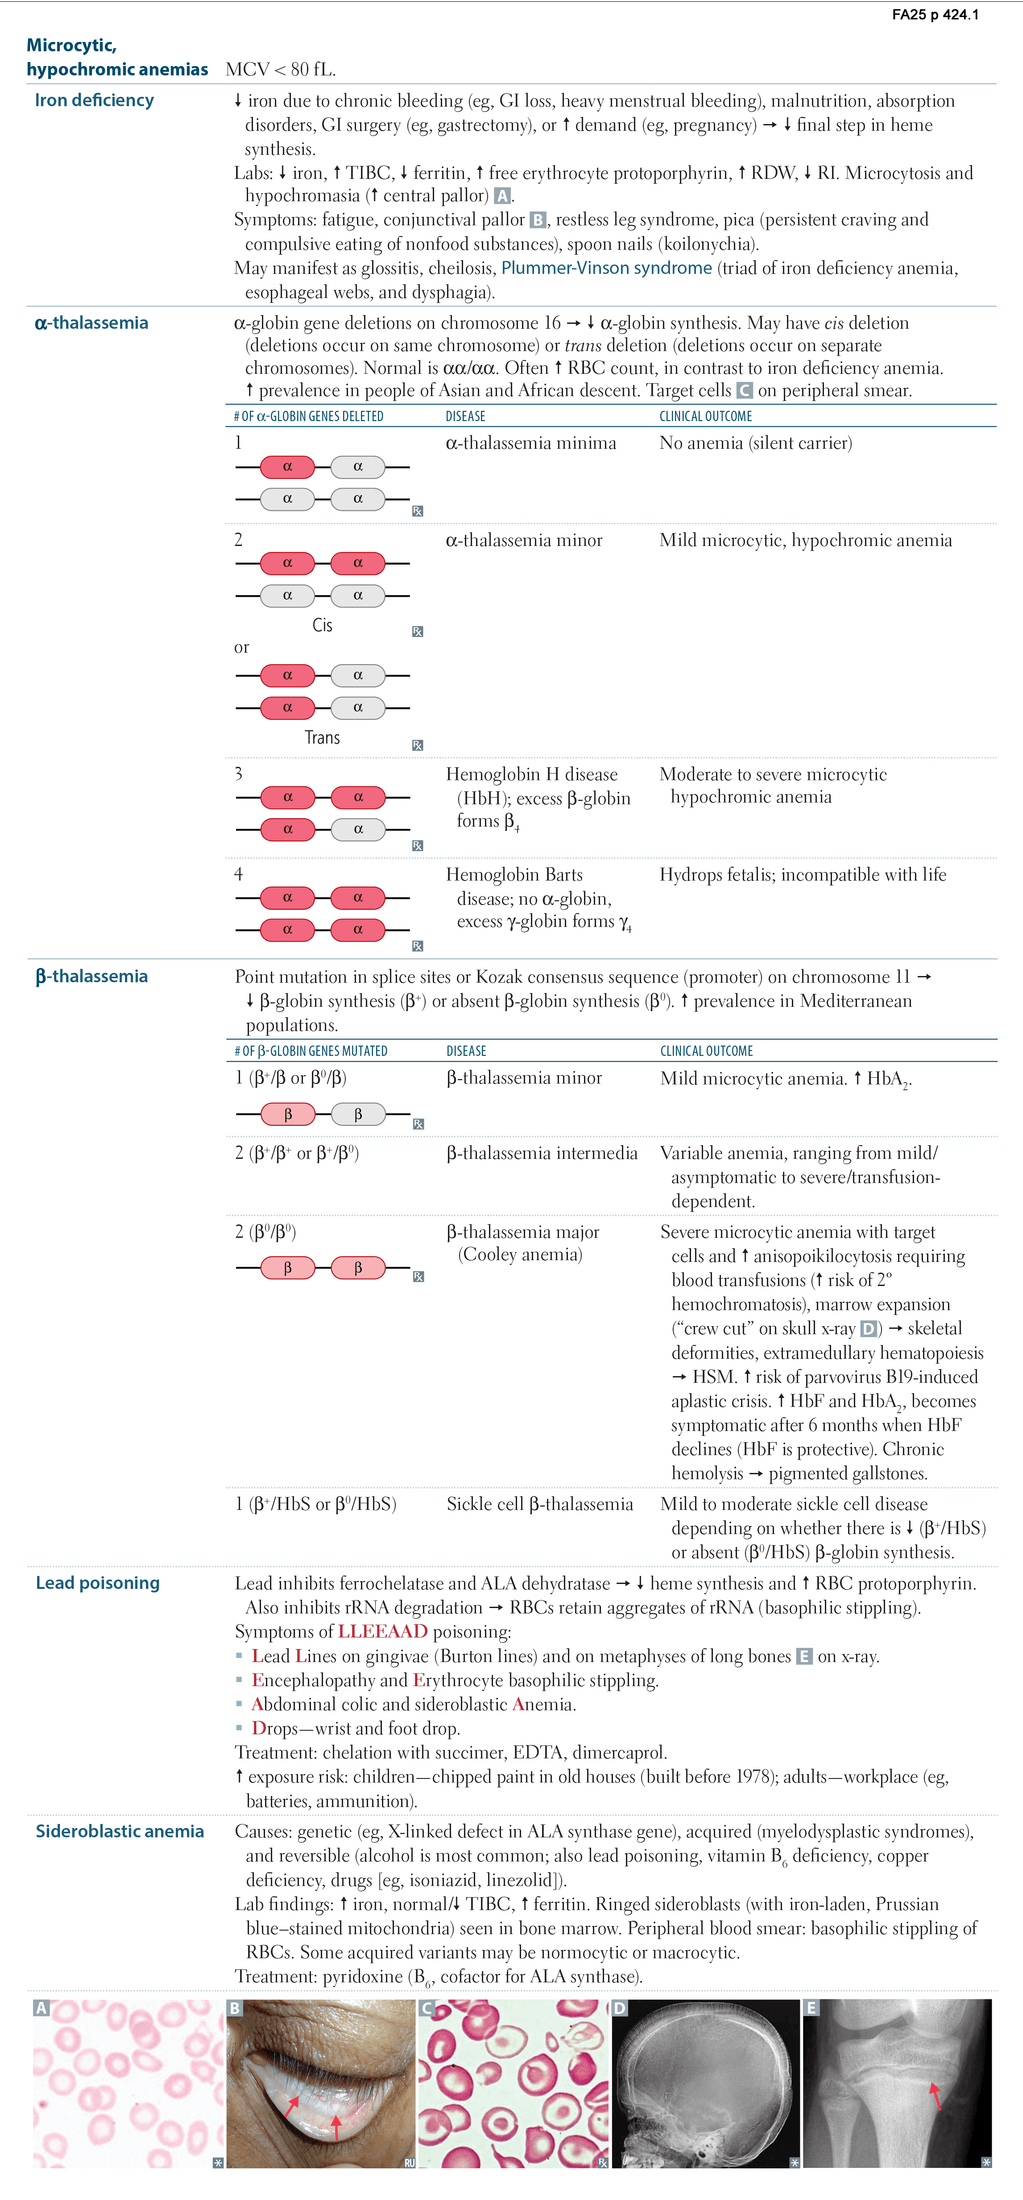 FA25 p 424.1
Microcytic,
hypochromic anemias MCV < 80 fL.
Iron deficiency
↓ iron due to chronic bleeding (eg, GI loss, heavy menstrual bleeding), malnutrition, absorption
disorders, GI surgery (eg, gastrectomy), or ↑ demand (eg, pregnancy) → ↓ final step in heme
synthesis.
Labs: ↓ iron, ↑ TIBC, ↓ ferritin, ↑ free erythrocyte protoporphyrin, ↑ RDW, ↓ RI. Microcytosis and
hypochromasia (↑ central pallor) A.
Symptoms: fatigue, conjunctival pallor B, restless leg syndrome, pica (persistent craving and
compulsive eating of nonfood substances), spoon nails (koilonychia).
May manifest as glossitis, cheilosis, Plummer-Vinson syndrome (triad of iron deficiency anemia,
esophageal webs, and dysphagia).
α-thalassemia
α-globin gene deletions on chromosome 16 → ↓ α-globin synthesis. May have cis deletion
(deletions occur on same chromosome) or trans deletion (deletions occur on separate
chromosomes). Normal is αα/αα. Often ↑ RBC count, in contrast to iron deficiency anemia.
↑ prevalence in people of Asian and African descent. Target cells C on peripheral smear.
# OF α-GLOBIN GENES DELETED DISEASE CLINICAL OUTCOME
1 α-thalassemia minima No anemia (silent carrier)
α α
α α
Rx
2 α-thalassemia minor Mild microcytic, hypochromic anemia
α α
α α
Cis
Rx
or
α α
α α
Trans
Rx
3 Hemoglobin H disease Moderate to severe microcytic
(HbH); excess β-globin hypochromic anemia
forms β₄
α α
α α
Rx
4 Hemoglobin Barts Hydrops fetalis; incompatible with life
disease; no α-globin,
excess γ-globin forms γ₄
α α
α α
Rx
β-thalassemia
Point mutation in splice sites or Kozak consensus sequence (promoter) on chromosome 11 →
↓ β-globin synthesis (β⁺) or absent β-globin synthesis (β⁰). ↑ prevalence in Mediterranean
populations.
# OF β-GLOBIN GENES MUTATED DISEASE CLINICAL OUTCOME
1 (β⁺/β or β⁰/β) β-thalassemia minor Mild microcytic anemia. ↑ HbA₂.
β β
Rx
2 (β⁺/β⁺ or β⁺/β⁰) β-thalassemia intermedia Variable anemia, ranging from mild/
asymptomatic to severe/transfusion-
dependent.
2 (β⁰/β⁰) β-thalassemia major Severe microcytic anemia with target
(Cooley anemia) cells and ↑ anisopoikilocytosis requiring
β β
Rx
blood transfusions (↑ risk of 2°
hemochromatosis), marrow expansion
(“crew cut” on skull x-ray D) → skeletal
deformities, extramedullary hematopoiesis
→ HSM. ↑ risk of parvovirus B19-induced
aplastic crisis. ↑ HbF and HbA₂, becomes
symptomatic after 6 months when HbF
declines (HbF is protective). Chronic
hemolysis → pigmented gallstones.
1 (β⁺/HbS or β⁰/HbS) Sickle cell β-thalassemia Mild to moderate sickle cell disease
depending on whether there is ↓ (β⁺/HbS)
or absent (β⁰/HbS) β-globin synthesis.
Lead poisoning
Lead inhibits ferrochelatase and ALA dehydratase → ↓ heme synthesis and ↑ RBC protoporphyrin.
Also inhibits rRNA degradation → RBCs retain aggregates of rRNA (basophilic stippling).
Symptoms of LLEEAAD poisoning:
▪ Lead Lines on gingivae (Burton lines) and on metaphyses of long bones E on x-ray.
▪ Encephalopathy and Erythrocyte basophilic stippling.
▪ Abdominal colic and sideroblastic Anemia.
▪ Drops—wrist and foot drop.
Treatment: chelation with succimer, EDTA, dimercaprol.
↑ exposure risk: children—chipped paint in old houses (built before 1978); adults—workplace (eg,
batteries, ammunition).
Sideroblastic anemia
Causes: genetic (eg, X-linked defect in ALA synthase gene), acquired (myelodysplastic syndromes),
and reversible (alcohol is most common; also lead poisoning, vitamin B₆ deficiency, copper
deficiency, drugs [eg, isoniazid, linezolid]).
Lab findings: ↑ iron, normal/↓ TIBC, ↑ ferritin. Ringed sideroblasts (with iron-laden, Prussian
blue–stained mitochondria) seen in bone marrow. Peripheral blood smear: basophilic stippling of
RBCs. Some acquired variants may be normocytic or macrocytic.
Treatment: pyridoxine (B₆, cofactor for ALA synthase).
A B C D E
RU Rx